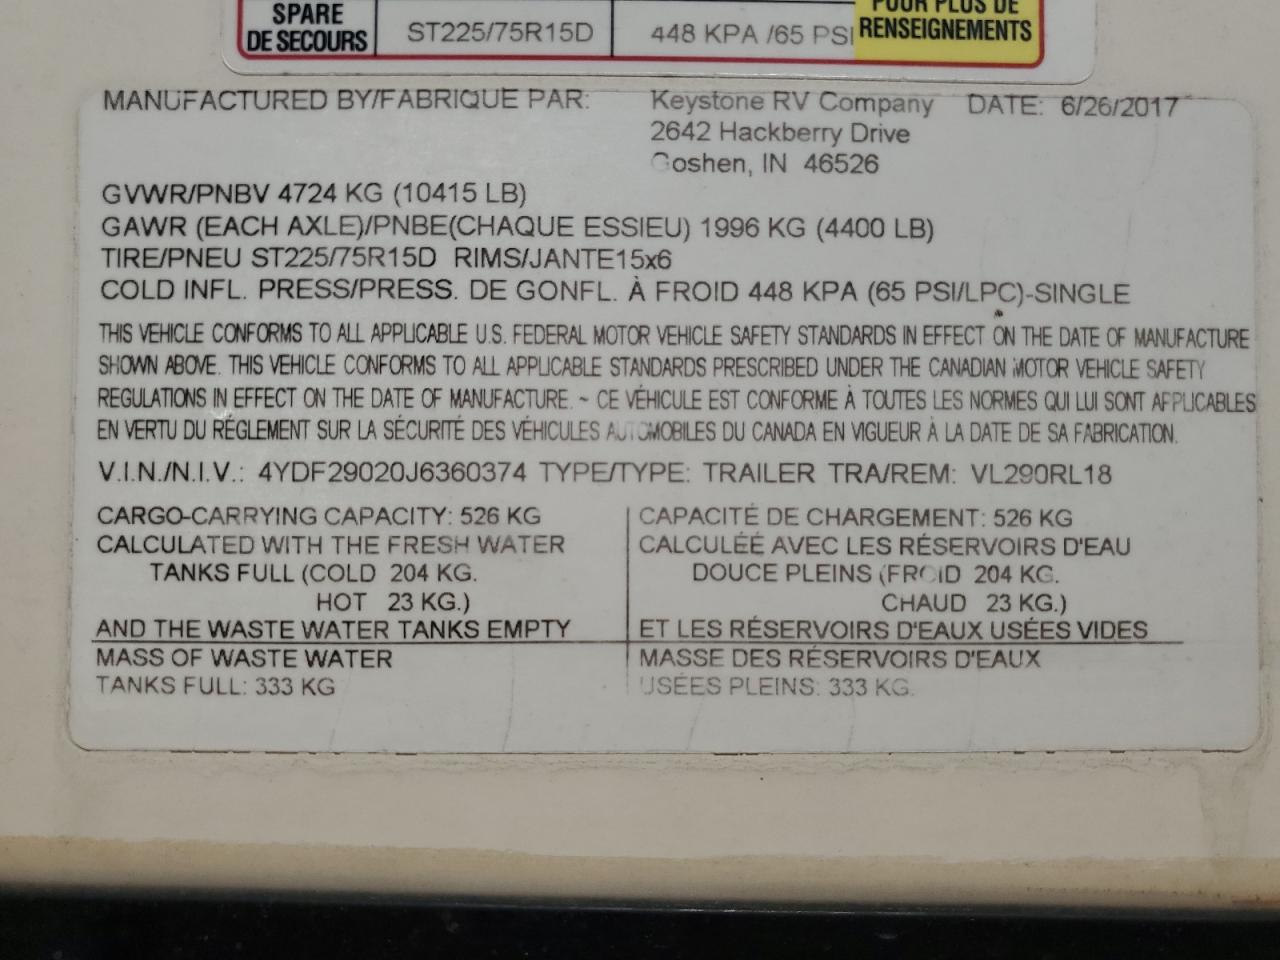 SPARE
DE SECOURS
ST225/75R15D
448 KPA /65 PSI
POUR PLUS DE
RENSEIGNEMENTS
MANUFACTURED BY/FABRIQUE PAR: Keystone RV Company DATE: 6/26/2017
2642 Hackberry Drive
Goshen, IN 46526
GVWR/PNBV 4724 KG (10415 LB)
GAWR (EACH AXLE)/PNBE(CHAQUE ESSIEU) 1996 KG (4400 LB)
TIRE/PNEU ST225/75R15D RIMS/JANTE15x6
COLD INFL. PRESS/PRESS. DE GONFL. À FROID 448 KPA (65 PSI/LPC)-SINGLE
THIS VEHICLE CONFORMS TO ALL APPLICABLE U.S. FEDERAL MOTOR VEHICLE SAFETY STANDARDS IN EFFECT ON THE DATE OF MANUFACTURE
SHOWN ABOVE. THIS VEHICLE CONFORMS TO ALL APPLICABLE STANDARDS PRESCRIBED UNDER THE CANADIAN MOTOR VEHICLE SAFETY
REGULATIONS IN EFFECT ON THE DATE OF MANUFACTURE. ~ CE VÉHICULE EST CONFORME À TOUTES LES NORMES QUI LUI SONT APPLICABLES
EN VERTU DU RÉGLEMENT SUR LA SÉCURITÉ DES VÉHICULES AUTOMOBILES DU CANADA EN VIGUEUR À LA DATE DE SA FABRICATION.
V.I.N./N.I.V.: 4YDF29020J6360374 TYPE/TYPE: TRAILER TRA/REM: VL290RL18
CARGO-CARRYING CAPACITY: 526 KG
CALCULATED WITH THE FRESH WATER
TANKS FULL (COLD 204 KG.
HOT 23 KG.)
AND THE WASTE WATER TANKS EMPTY
MASS OF WASTE WATER
TANKS FULL: 333 KG
CAPACITÉ DE CHARGEMENT: 526 KG
CALCULÉÉ AVEC LES RÉSERVOIRS D'EAU
DOUCE PLEINS (FROID 204 KG.
CHAUD 23 KG.)
ET LES RÉSERVOIRS D'EAUX USÉES VIDES
MASSE DES RÉSERVOIRS D'EAUX
USÉES PLEINS: 333 KG.